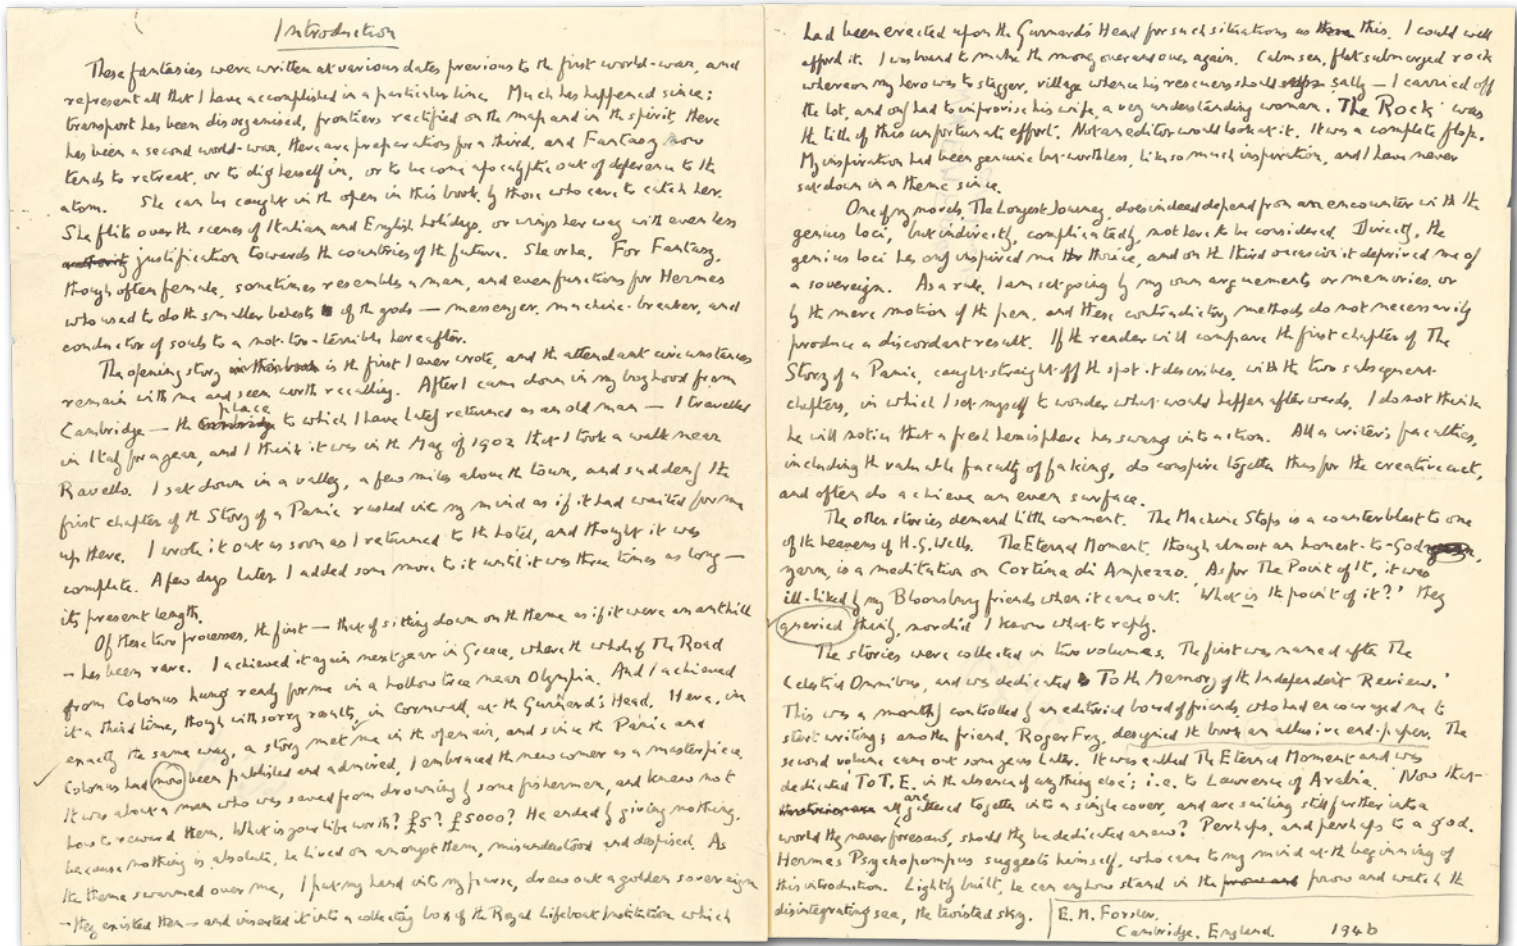 Introduction
These fantasies were written at various dates previous to the first world-war, and
represent all that I have accomplished in a particular line. Much has happened since;
transport has been disorganised, frontiers rectified on the map and in the spirit, there
has been a second world-war, there are preparations for a third, and Fantasy now
tends to retreat, or to dig herself in, or to become apocalyptic out of deference to the
atom. She can be caught in the open in this book by those who care to catch her.
She flits over the scenes of Italian and English holidays, or wings her way with even less
justification towards the countries of the future. She or he. For Fantasy,
though often female, sometimes resembles a man, and even functions for Hermes
who used to do the smaller behests of the gods — messenger, machine-breaker, and
conductor of souls to a not-too-terrible hereafter.
The opening story in this book is the first I ever wrote, and the attendant circumstances
remain with me and seem worth recalling. After I came down in my boyhood from
place
Cambridge — the to which I have lately returned as an old man — I travelled
in Italy for a year, and I think it was in the May of 1902 that I took a walk near
Ravello. I sat down in a valley, a few miles above the town, and suddenly the
first chapter of the Story of a Panic rushed into my mind as if it had waited for me
up there. I wrote it out as soon as I returned to the hotel, and thought it was
complete. A few days later I added some more to it until it was three times as long —
its present length.
Of these two processes, the first — that of sitting down on the theme as if it were an anthill
— has been rare. I achieved it again next year in Greece, where the whole of The Road
from Colonus hung ready for me in a hollow tree near Olympia. And I achieved
it a third time, though with sorry results, in Cornwall, at the Gurnard's Head. Here, in
exactly the same way, a story met me in the open air, and since the Panic and
Colonus had now been published and admired, I embraced the newcomer as a masterpiece.
It was about a man who was saved from drowning by some fishermen, and knew not
how to reward them. What is your life worth? £5? £5000? He ended by giving nothing,
because nothing is absolute, he lived on amongst them, misunderstood and despised. As
the theme swarmed over me, I put my hand into my purse, drew out a golden sovereign
— they existed then — and inserted it into a collecting box of the Royal Lifeboat Institution which
had been erected upon the Gurnard's Head for such situations as this. I could well
afford it. I was bound to make the money over and over again. Calm sea, flat submerged rock
whereon my hero was to stagger, village whence his rescuers should sally — I carried off
the lot, and only had to improvise his wife, a very understanding woman. 'The Rock' was
the title of this unfortunate effort. Not an editor would look at it. It was a complete flop.
My inspiration had been genuine but worthless, like so much inspiration, and I have never
sat down in a theme since.
One of my novels, The Longest Journey, does indeed depend from an encounter with the
genius loci, but indirectly, complicatedly, not here to be considered. Directly, the
genius loci has only inspired me thrice, and on the third occasion it deprived me of
a sovereign. As a rule, I am set going by my own arguements or memories, or
by the mere motion of the pen, and these contradictory methods do not necessarily
produce a discordant result. If the reader will compare the first chapter of The
Story of a Panic, caught straight off the spot it describes, with the two subsequent
chapters, in which I set myself to wonder what would happen afterwards, I do not think
he will notice that a fresh hemisphere has swung into action. All a writer's faculties,
including the valuable faculty of faking, do conspire together thus for the creative act,
and often do achieve an even surface.
The other stories demand little comment. The Machine Stops is a counterblast to one
of the heavens of H.G. Wells. The Eternal Moment, though almost an honest-to-God
yarn, is a meditation on Cortina di Ampezzo. As for The Point of It, it was
ill-liked by my Bloomsbury friends when it came out. 'What is the point of it?' they
queried thinly, nor did I know what to reply.
The stories were collected in two volumes. The first was named after The
Celestial Omnibus, and was dedicated 'To the Memory of the Independent Review.'
This was a monthly controlled by an editorial board of friends, who had encouraged me to
start writing; another friend, Roger Fry, designed the book an allusive end-paper. The
second volume came out some years later. It was called The Eternal Moment and was
dedicated 'To T.E. in the absence of anything else'; i.e. to Lawrence of Arabia. Now that
are
all gathered together into a single cover, and are sailing still further into a
world they never foresaw, should they be dedicated anew? Perhaps, and perhaps to a god.
Hermes Psychopompus suggests himself, who came to my mind at the beginning of
this introduction. Lightly built, he can anyhow stand in the prow and watch the
disintegrating sea, the twisted sky.
E. M. Forster.
Cambridge. England. 1946